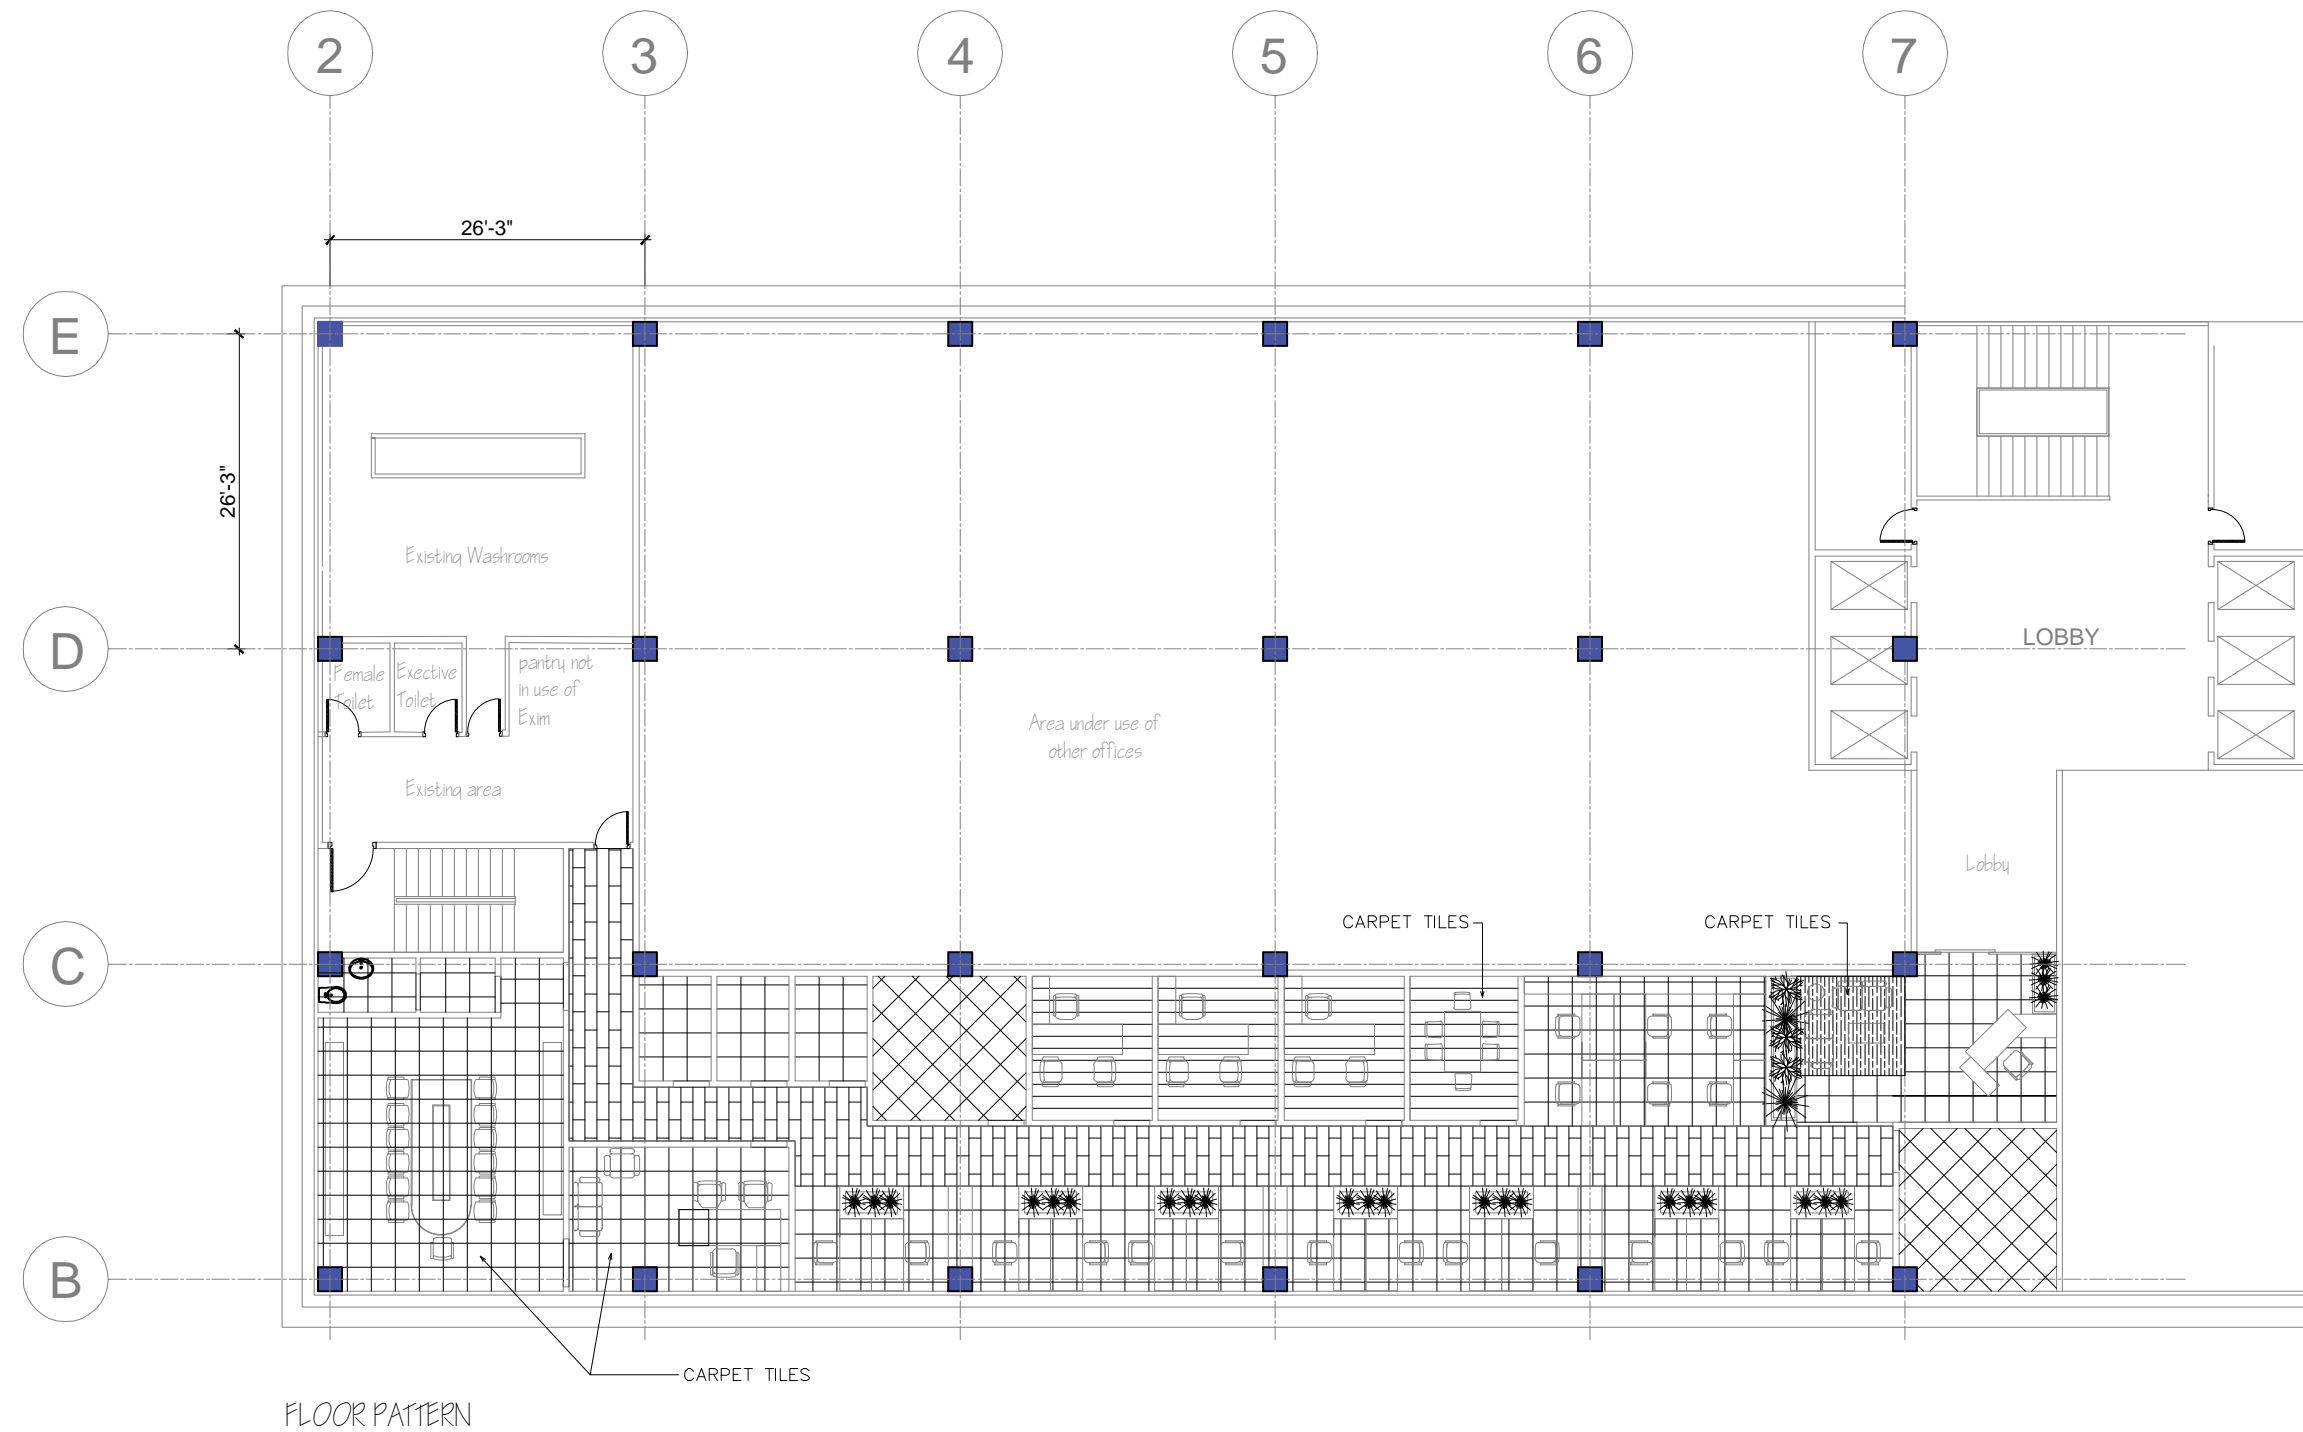 2
3
4
5
6
7
26'-3"
E
26'-3"
Existing Washrooms
D
LOBBY
Female
Toilet
Exective
Toilet
pantry not
in use of
Exim
Area under use of
other offices
Existing area
Lobby
CARPET TILES
CARPET TILES
C
B
CARPET TILES
FLOOR PATTERN